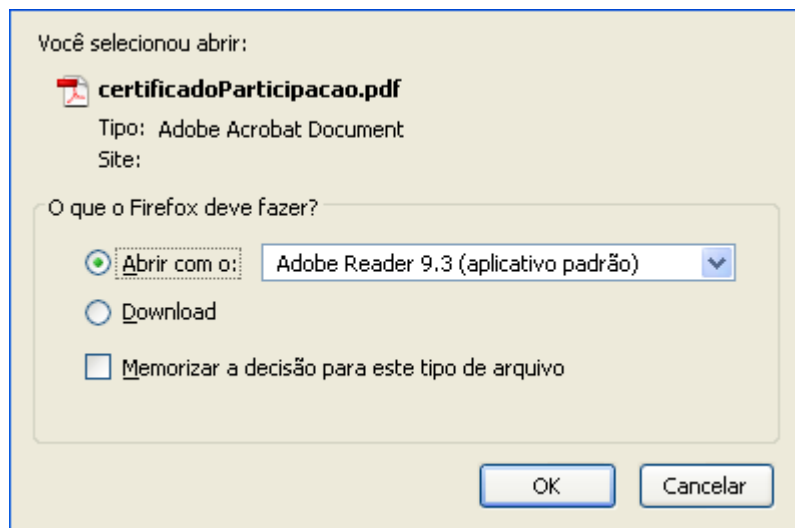 Você selecionou abrir:
certificadoParticipacao.pdf
Tipo: Adobe Acrobat Document
Site:
O que o Firefox deve fazer?
Abrir com o: Adobe Reader 9.3 (aplicativo padrão)
Download
Memorizar a decisão para este tipo de arquivo
OK Cancelar